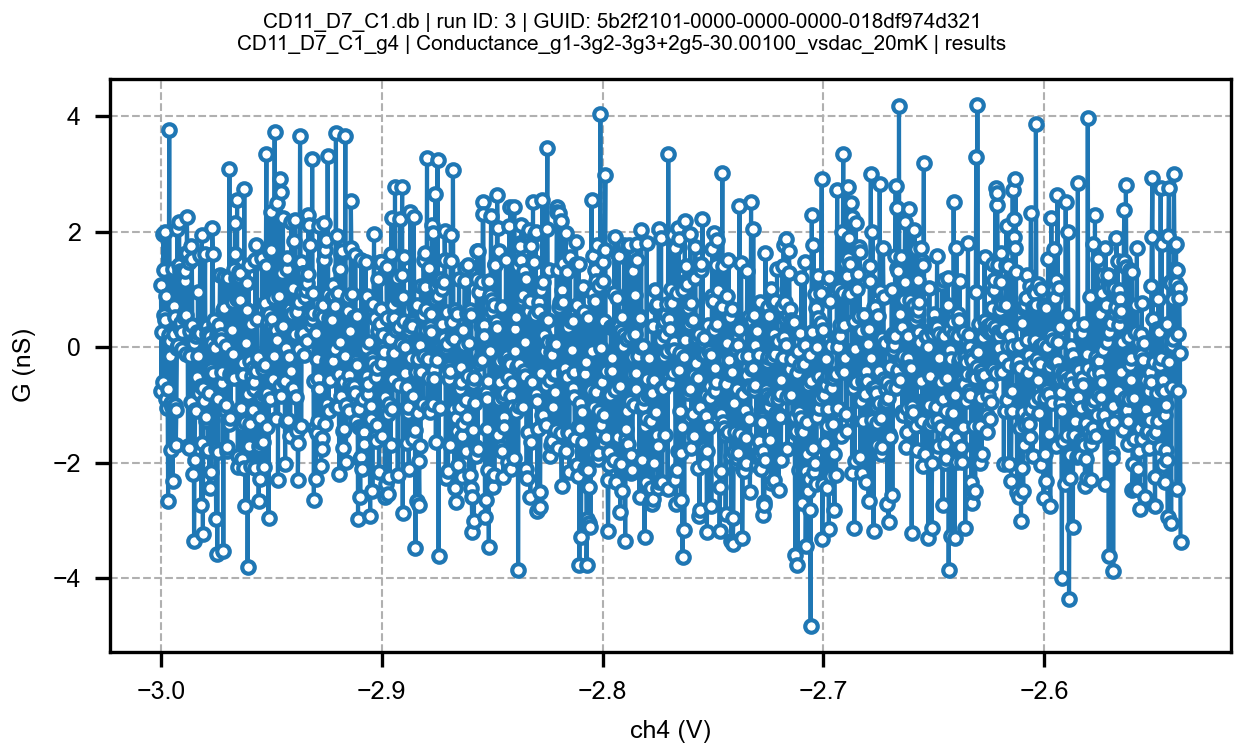 CD11_D7_C1.db | run ID: 3 | GUID: 5b2f2101-0000-0000-0000-018df974d321
CD11_D7_C1_g4 | Conductance_g1-3g2-3g3+2g5-30.00100_vsdac_20mK | results
4
2
0
−2
−4
G (nS)
−3.0
−2.9
−2.8
−2.7
−2.6
ch4 (V)